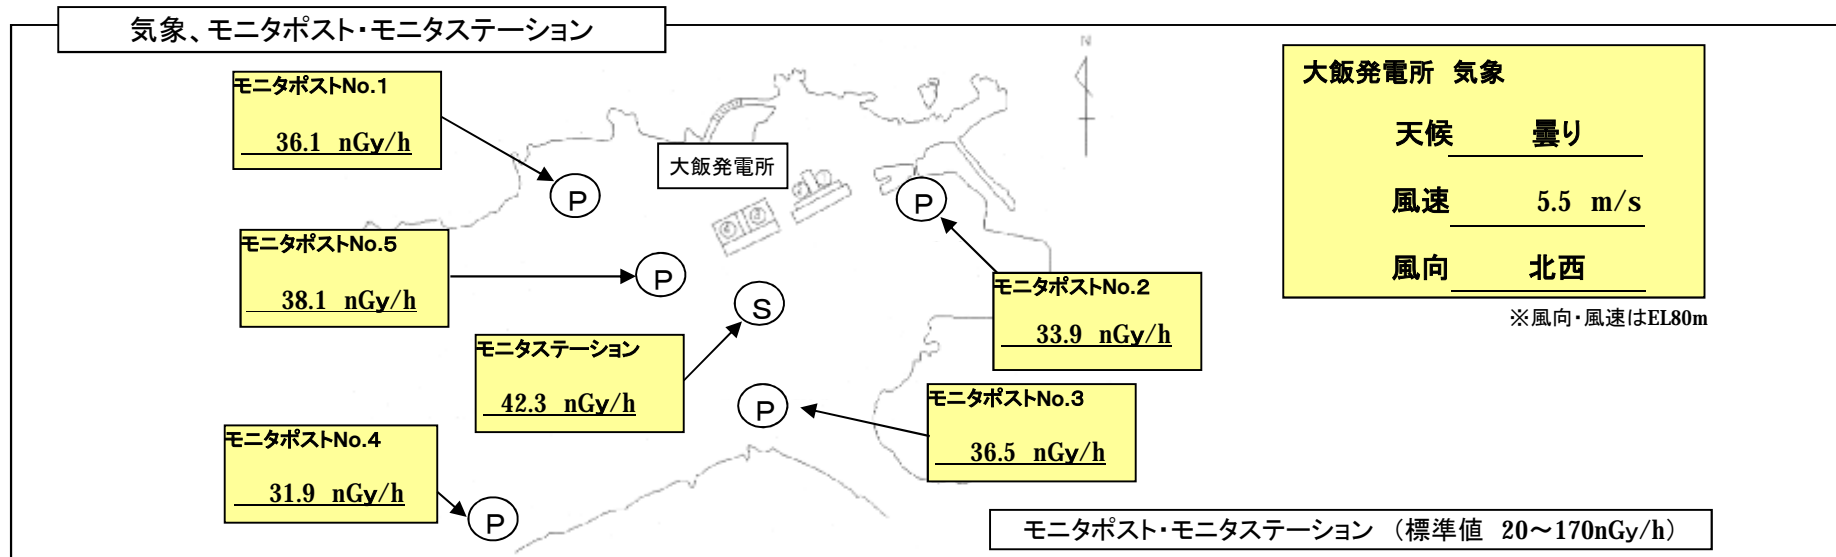 気象、モニタポスト・モニタステーション
N
モニタポストNo.1
36.1 nGy/h
大飯発電所
P
P
モニタポストNo.5
38.1 nGy/h
P
S
モニタポストNo.2
33.9 nGy/h
モニタステーション
42.3 nGy/h
P
モニタポストNo.3
36.5 nGy/h
モニタポストNo.4
31.9 nGy/h
P
大飯発電所 気象
天候 曇り
風速 5.5 m/s
風向 北西
※風向・風速はEL80m
モニタポスト・モニタステーション (標準値 20~170nGy/h)